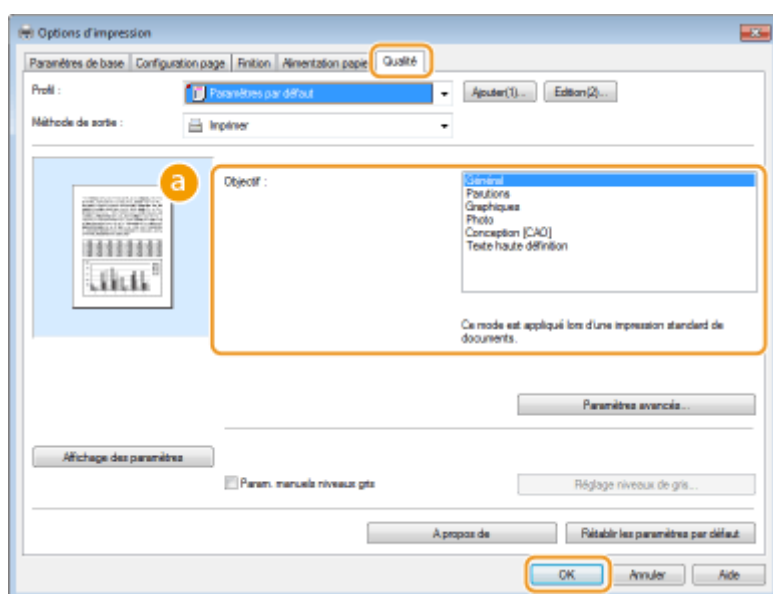 Options d'impression
Paramètres de base Configuration page Finition Alimentation papier Qualité
Profil : Paramètres par défaut Ajouter(1)... Edition(2)...
Méthode de sortie : Imprimer
a
Objectif :
Général
Parutions
Graphiques
Photo
Conception [CAO]
Texte haute définition
Ce mode est appliqué lors d'une impression standard de
documents.
Paramètres avancés...
Affichage des paramètres
Param. manuels niveaux gris Réglage niveaux de gris...
A propos de Rétablir les paramètres par défaut
OK Annuler Aide